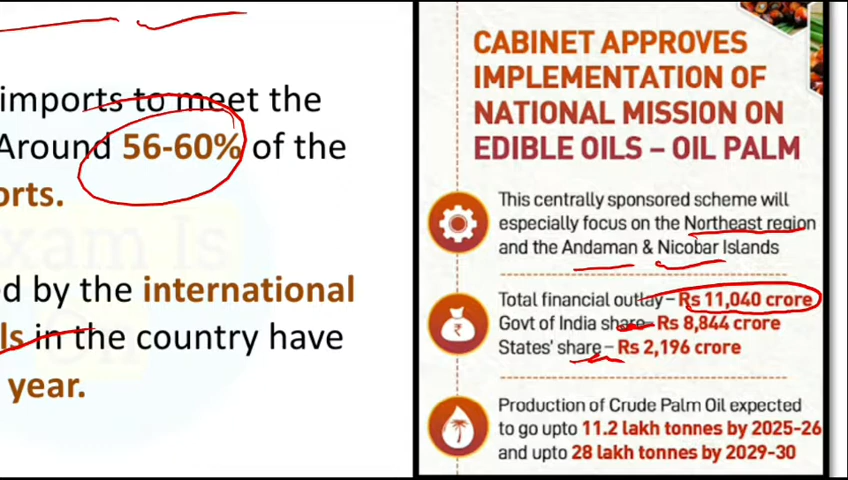 imports to meet the
Around 56-60% of the
orts.
xam Is
On
ed by the international
ls in the country have
year.
CABINET APPROVES
IMPLEMENTATION OF
NATIONAL MISSION ON
EDIBLE OILS – OIL PALM
This centrally sponsored scheme will
especially focus on the Northeast region
and the Andaman & Nicobar Islands
Total financial outlay – Rs 11,040 crore
Govt of India share – Rs 8,844 crore
States' share – Rs 2,196 crore
Production of Crude Palm Oil expected
to go upto 11.2 lakh tonnes by 2025-26
and upto 28 lakh tonnes by 2029-30